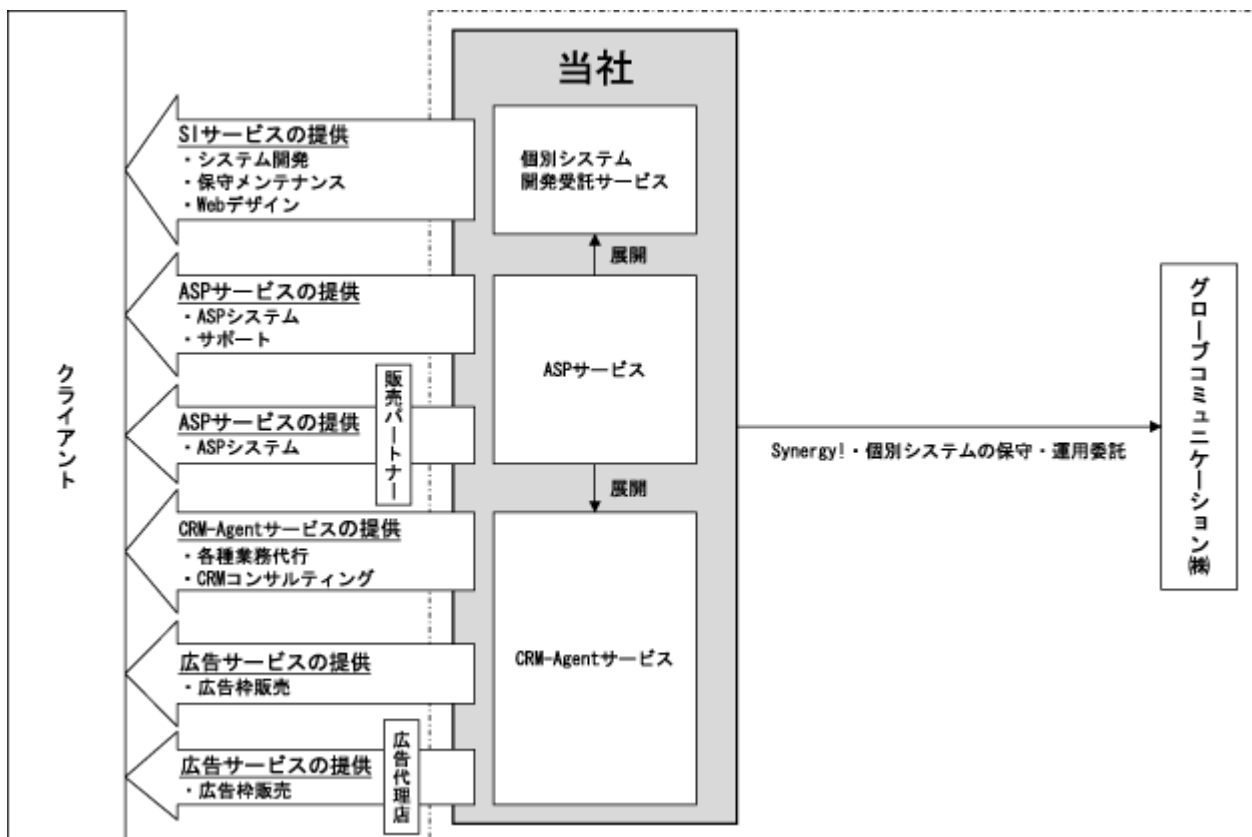 当社
SIサービスの提供
・システム開発
・保守メンテナンス
・Webデザイン
個別システム
開発受託サービス
展開
ASPサービスの提供
・ASPシステム
・サポート
ASPサービス
販売パートナー
ASPサービスの提供
・ASPシステム
クライアント
Synergy!・個別システムの保守・運用委託
グローブコミュニケーション㈱
展開
CRM-Agentサービスの提供
・各種業務代行
・CRMコンサルティング
CRM-Agentサービス
広告サービスの提供
・広告枠販売
広告代理店
広告サービスの提供
・広告枠販売